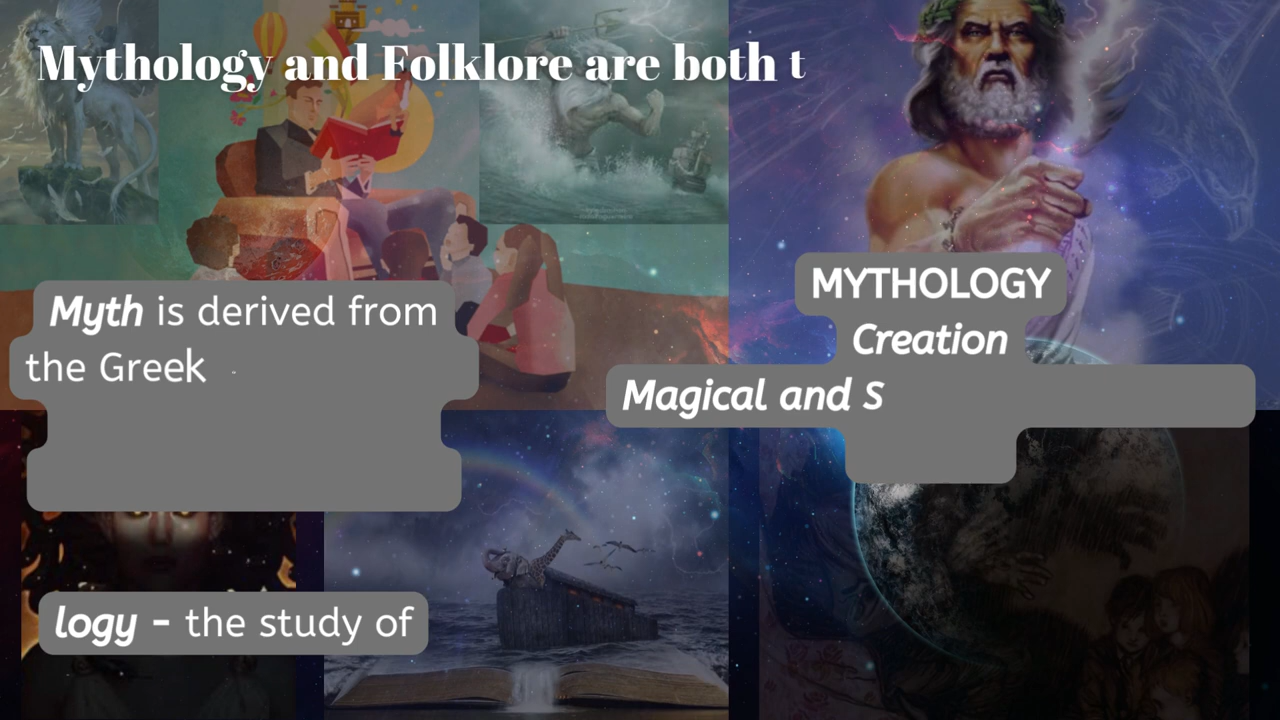 Mythology and Folklore are both t
Myth is derived from
the Greek
logy - the study of
MYTHOLOGY
Creation
Magical and S